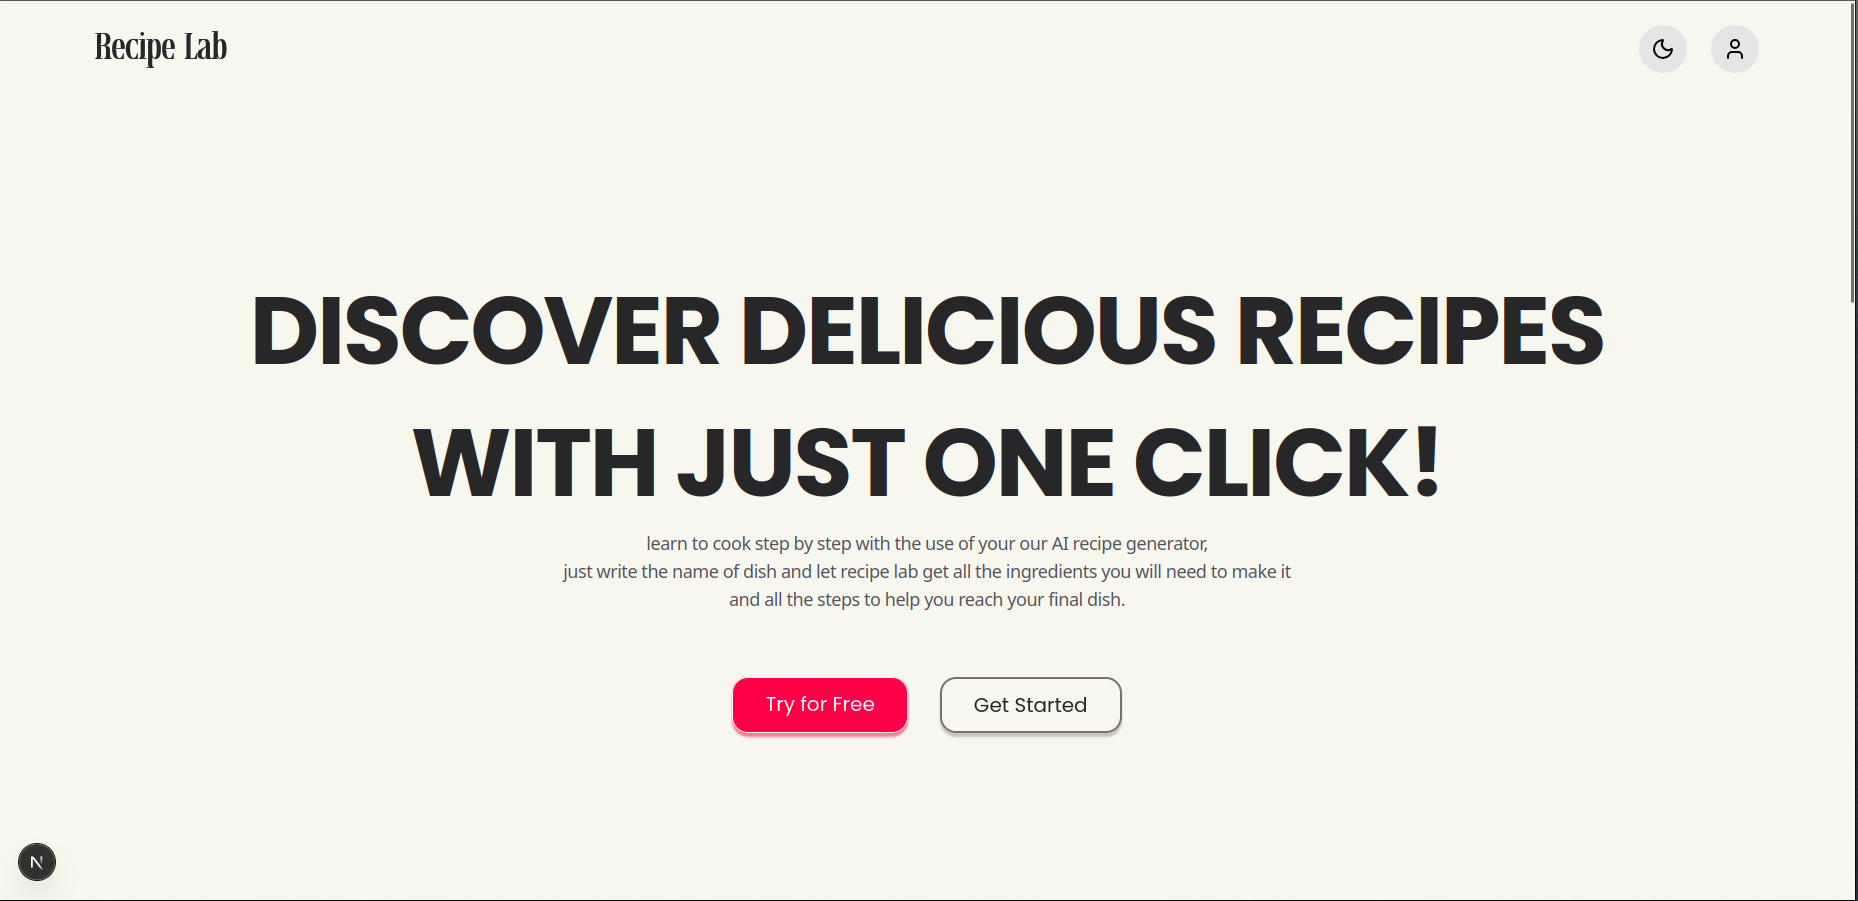 Recipe Lab
DISCOVER DELICIOUS RECIPES
WITH JUST ONE CLICK!
learn to cook step by step with the use of your our AI recipe generator,
just write the name of dish and let recipe lab get all the ingredients you will need to make it
and all the steps to help you reach your final dish.
Try for Free
Get Started
N